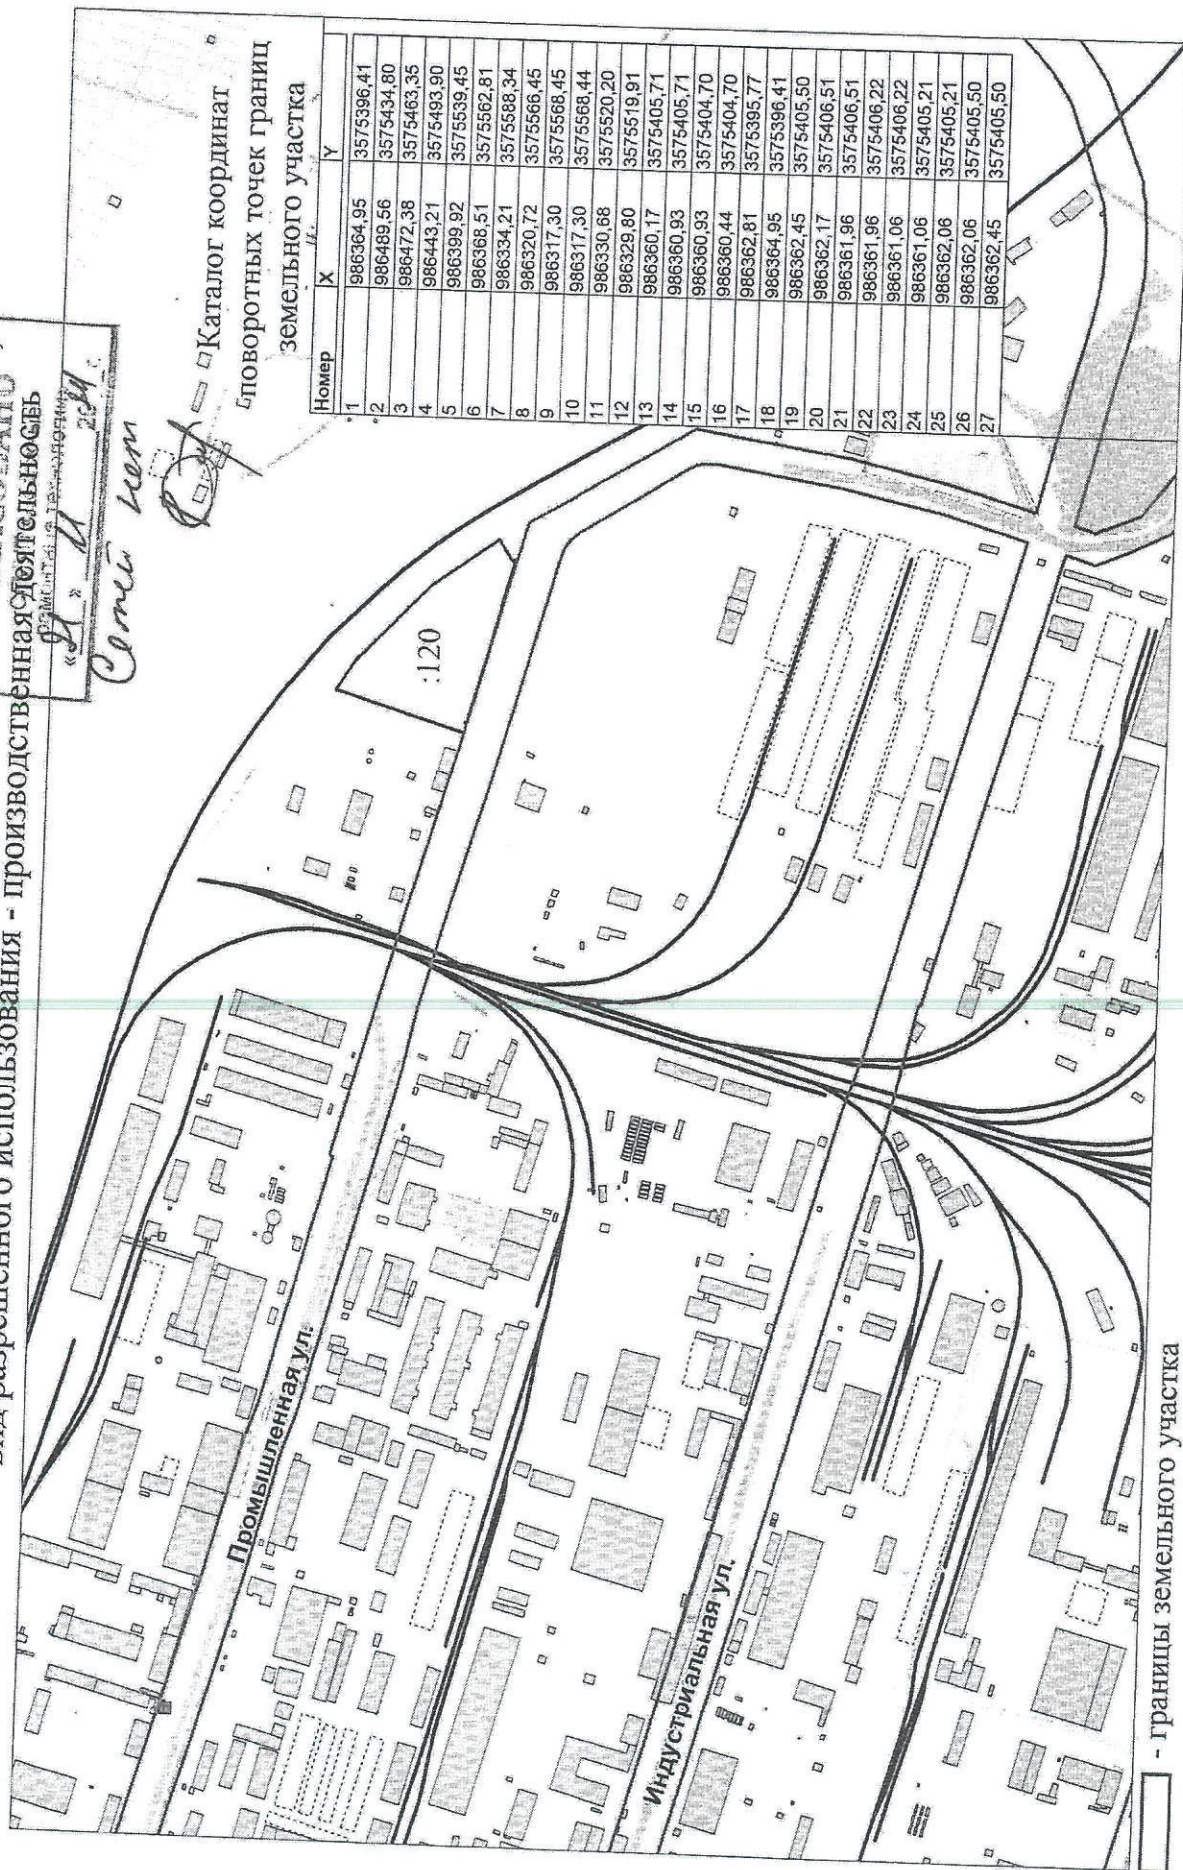 разрешенного использования - производственная деятельность
« 21 » 11
Сетей нет
Каталог координат
поворотных точек границ
земельного участка
Номер X Y
1 986364,95 3575396,41
2 986489,56 3575434,80
3 986472,38 3575463,35
4 986443,21 3575493,90
5 986399,92 3575539,45
6 986368,51 3575562,81
7 986334,21 3575588,34
8 986320,72 3575566,45
9 986317,30 3575568,45
10 986317,30 3575568,44
11 986330,68 3575520,20
12 986329,80 3575519,91
13 986360,17 3575405,71
14 986360,93 3575405,71
15 986360,93 3575404,70
16 986360,44 3575404,70
17 986362,81 3575395,77
18 986364,95 3575396,41
19 986362,45 3575405,50
20 986362,17 3575406,51
21 986361,96 3575406,51
22 986361,96 3575406,22
23 986361,06 3575406,22
24 986361,06 3575405,21
25 986362,06 3575405,21
26 986362,06 3575405,50
27 986362,45 3575405,50
:120
Промышленная ул.
Индустриальная ул.
- границы земельного участка